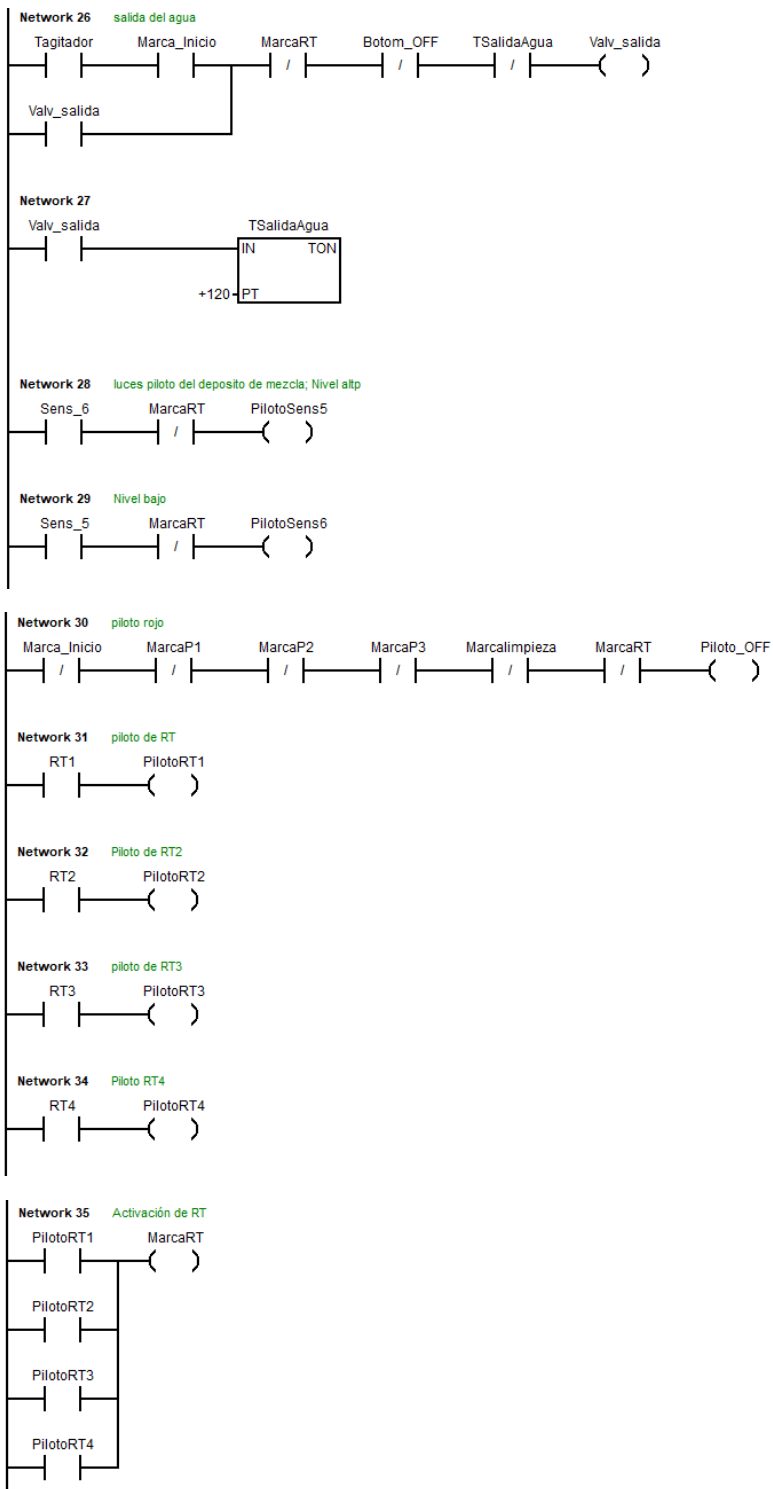 Network 26 salida del agua
Tagitador Marca_Inicio MarcaRT Botom_OFF TSalidaAgua Valv_salida
/ / /
Valv_salida
Network 27
Valv_salida TSalidaAgua
IN TON
+120 PT
Network 28 luces piloto del deposito de mezcla; Nivel altp
Sens_6 MarcaRT PilotoSens5
/
Network 29 Nivel bajo
Sens_5 MarcaRT PilotoSens6
/
Network 30 piloto rojo
Marca_Inicio MarcaP1 MarcaP2 MarcaP3 Marcalimpieza MarcaRT Piloto_OFF
/ / / / / /
Network 31 piloto de RT
RT1 PilotoRT1
Network 32 Piloto de RT2
RT2 PilotoRT2
Network 33 piloto de RT3
RT3 PilotoRT3
Network 34 Piloto RT4
RT4 PilotoRT4
Network 35 Activación de RT
PilotoRT1 MarcaRT
PilotoRT2
PilotoRT3
PilotoRT4